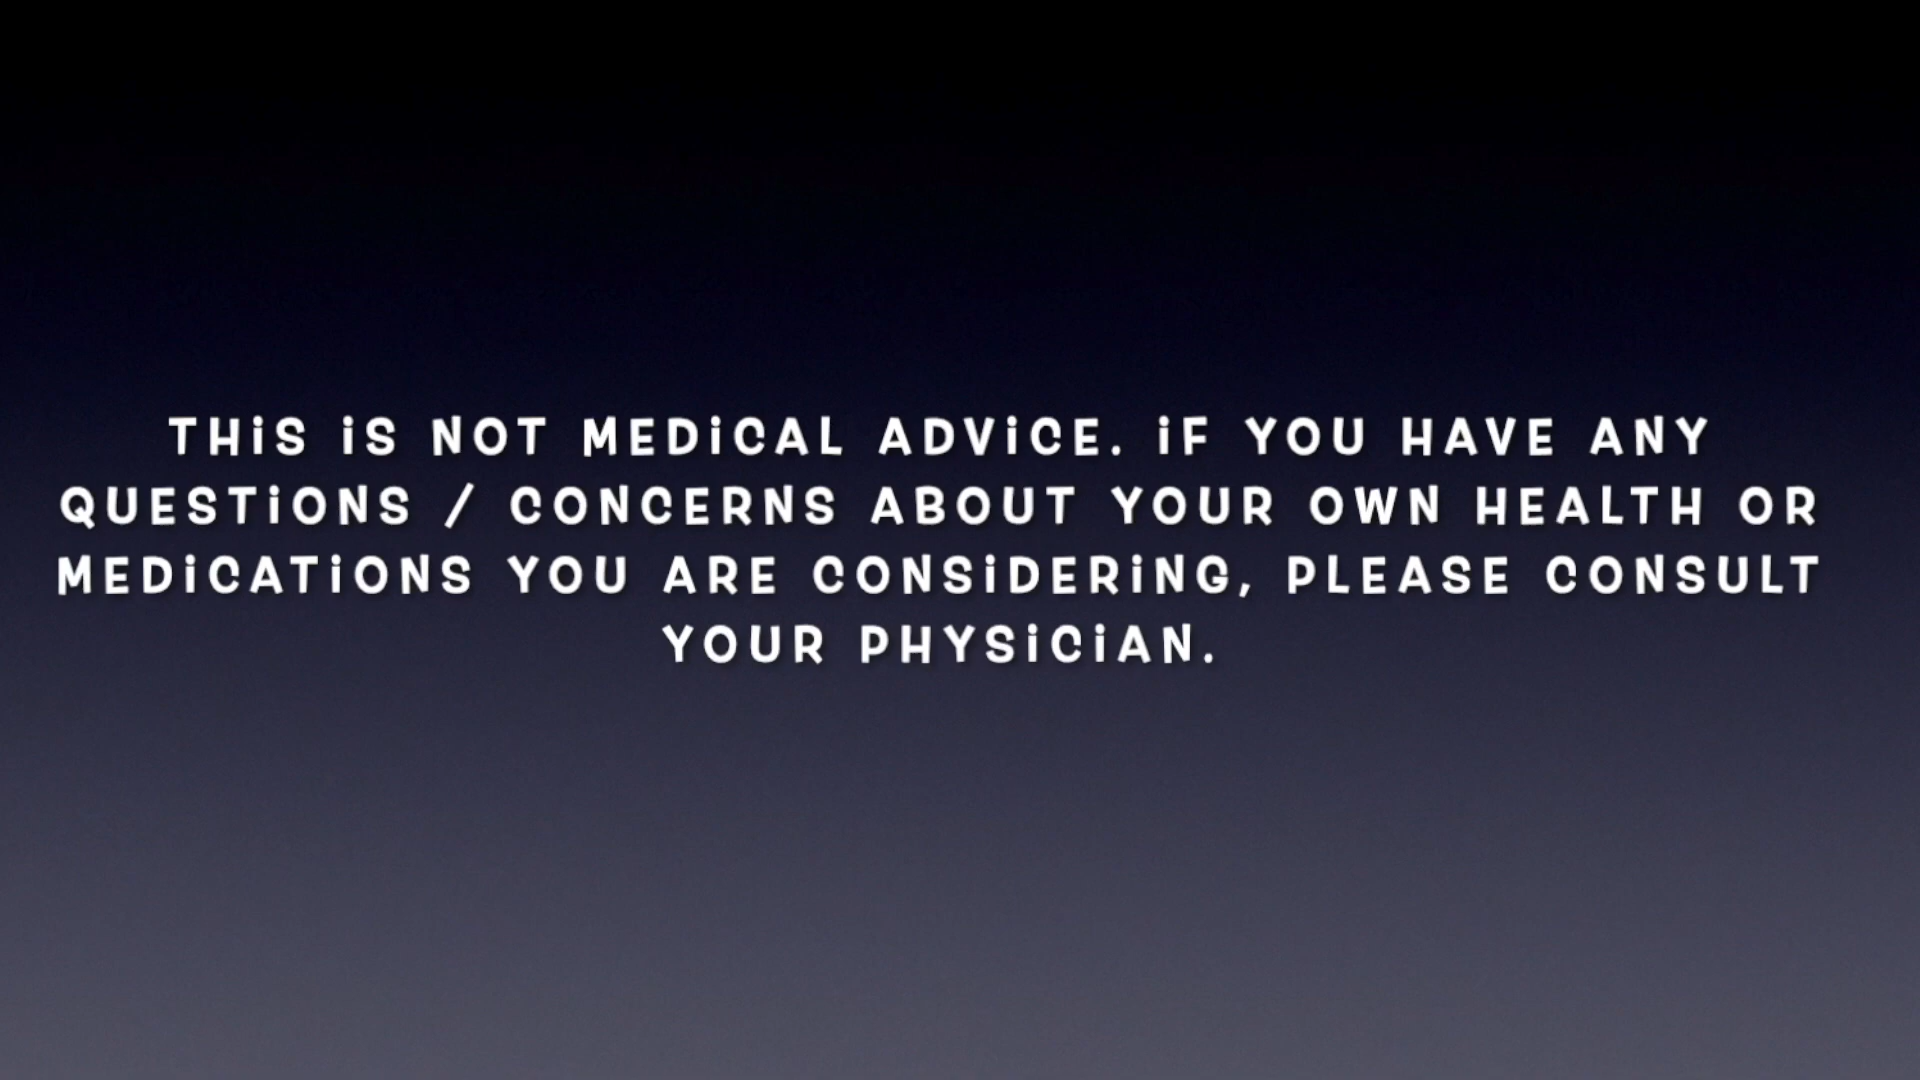 THiS iS NOT MEDiCAL ADViCE. iF YOU HAVE ANY
QUESTiONS / CONCERNS ABOUT YOUR OWN HEALTH OR
MEDiCATiONS YOU ARE CONSiDERiNG, PLEASE CONSULT
YOUR PHYSiCiAN.